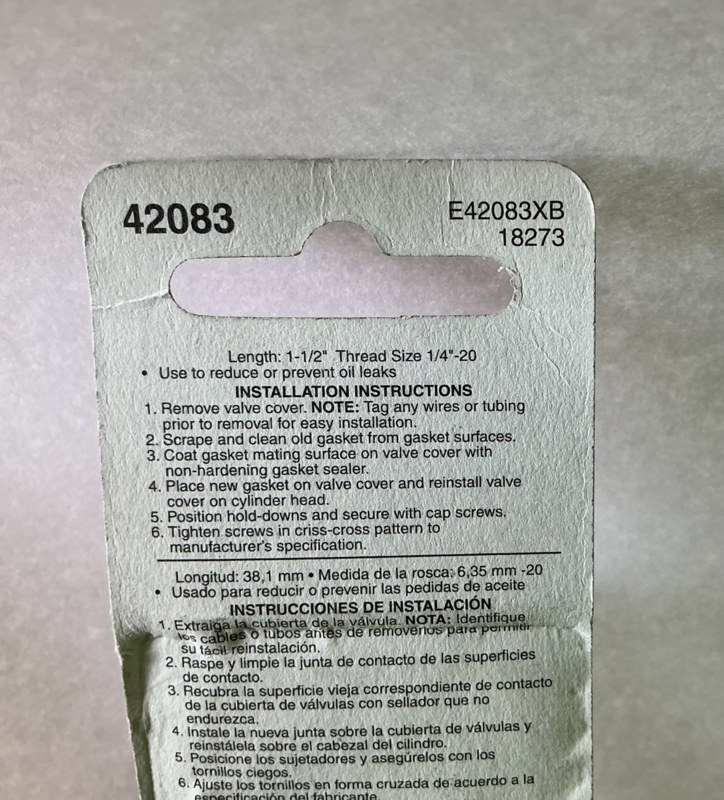 42083
E42083XB
18273
Length: 1-1/2" Thread Size 1/4"-20
• Use to reduce or prevent oil leaks
INSTALLATION INSTRUCTIONS
1. Remove valve cover. NOTE: Tag any wires or tubing
prior to removal for easy installation.
2. Scrape and clean old gasket from gasket surfaces.
3. Coat gasket mating surface on valve cover with
non-hardening gasket sealer.
4. Place new gasket on valve cover and reinstall valve
cover on cylinder head.
5. Position hold-downs and secure with cap screws.
6. Tighten screws in criss-cross pattern to
manufacturer's specification.
Longitud: 38,1 mm • Medida de la rosca: 6,35 mm -20
• Usado para reducir o prevenir las pedidas de aceite
INSTRUCCIONES DE INSTALACIÓN
1. Extraiga la cubierta de la válvula. NOTA: Identifique
los cables o tubos antes de removerlos para permitir
su fácil reinstalación.
2. Raspe y limpie la junta de contacto de las superficies
de contacto.
3. Recubra la superficie vieja correspondiente de contacto
de la cubierta de válvulas con sellador que no
endurezca.
4. Instale la nueva junta sobre la cubierta de válvulas y
reinstálela sobre el cabezal del cilindro.
5. Posicione los sujetadores y asegúrelos con los
tornillos ciegos.
6. Ajuste los tornillos en forma cruzada de acuerdo a la
especificación del fabricante.